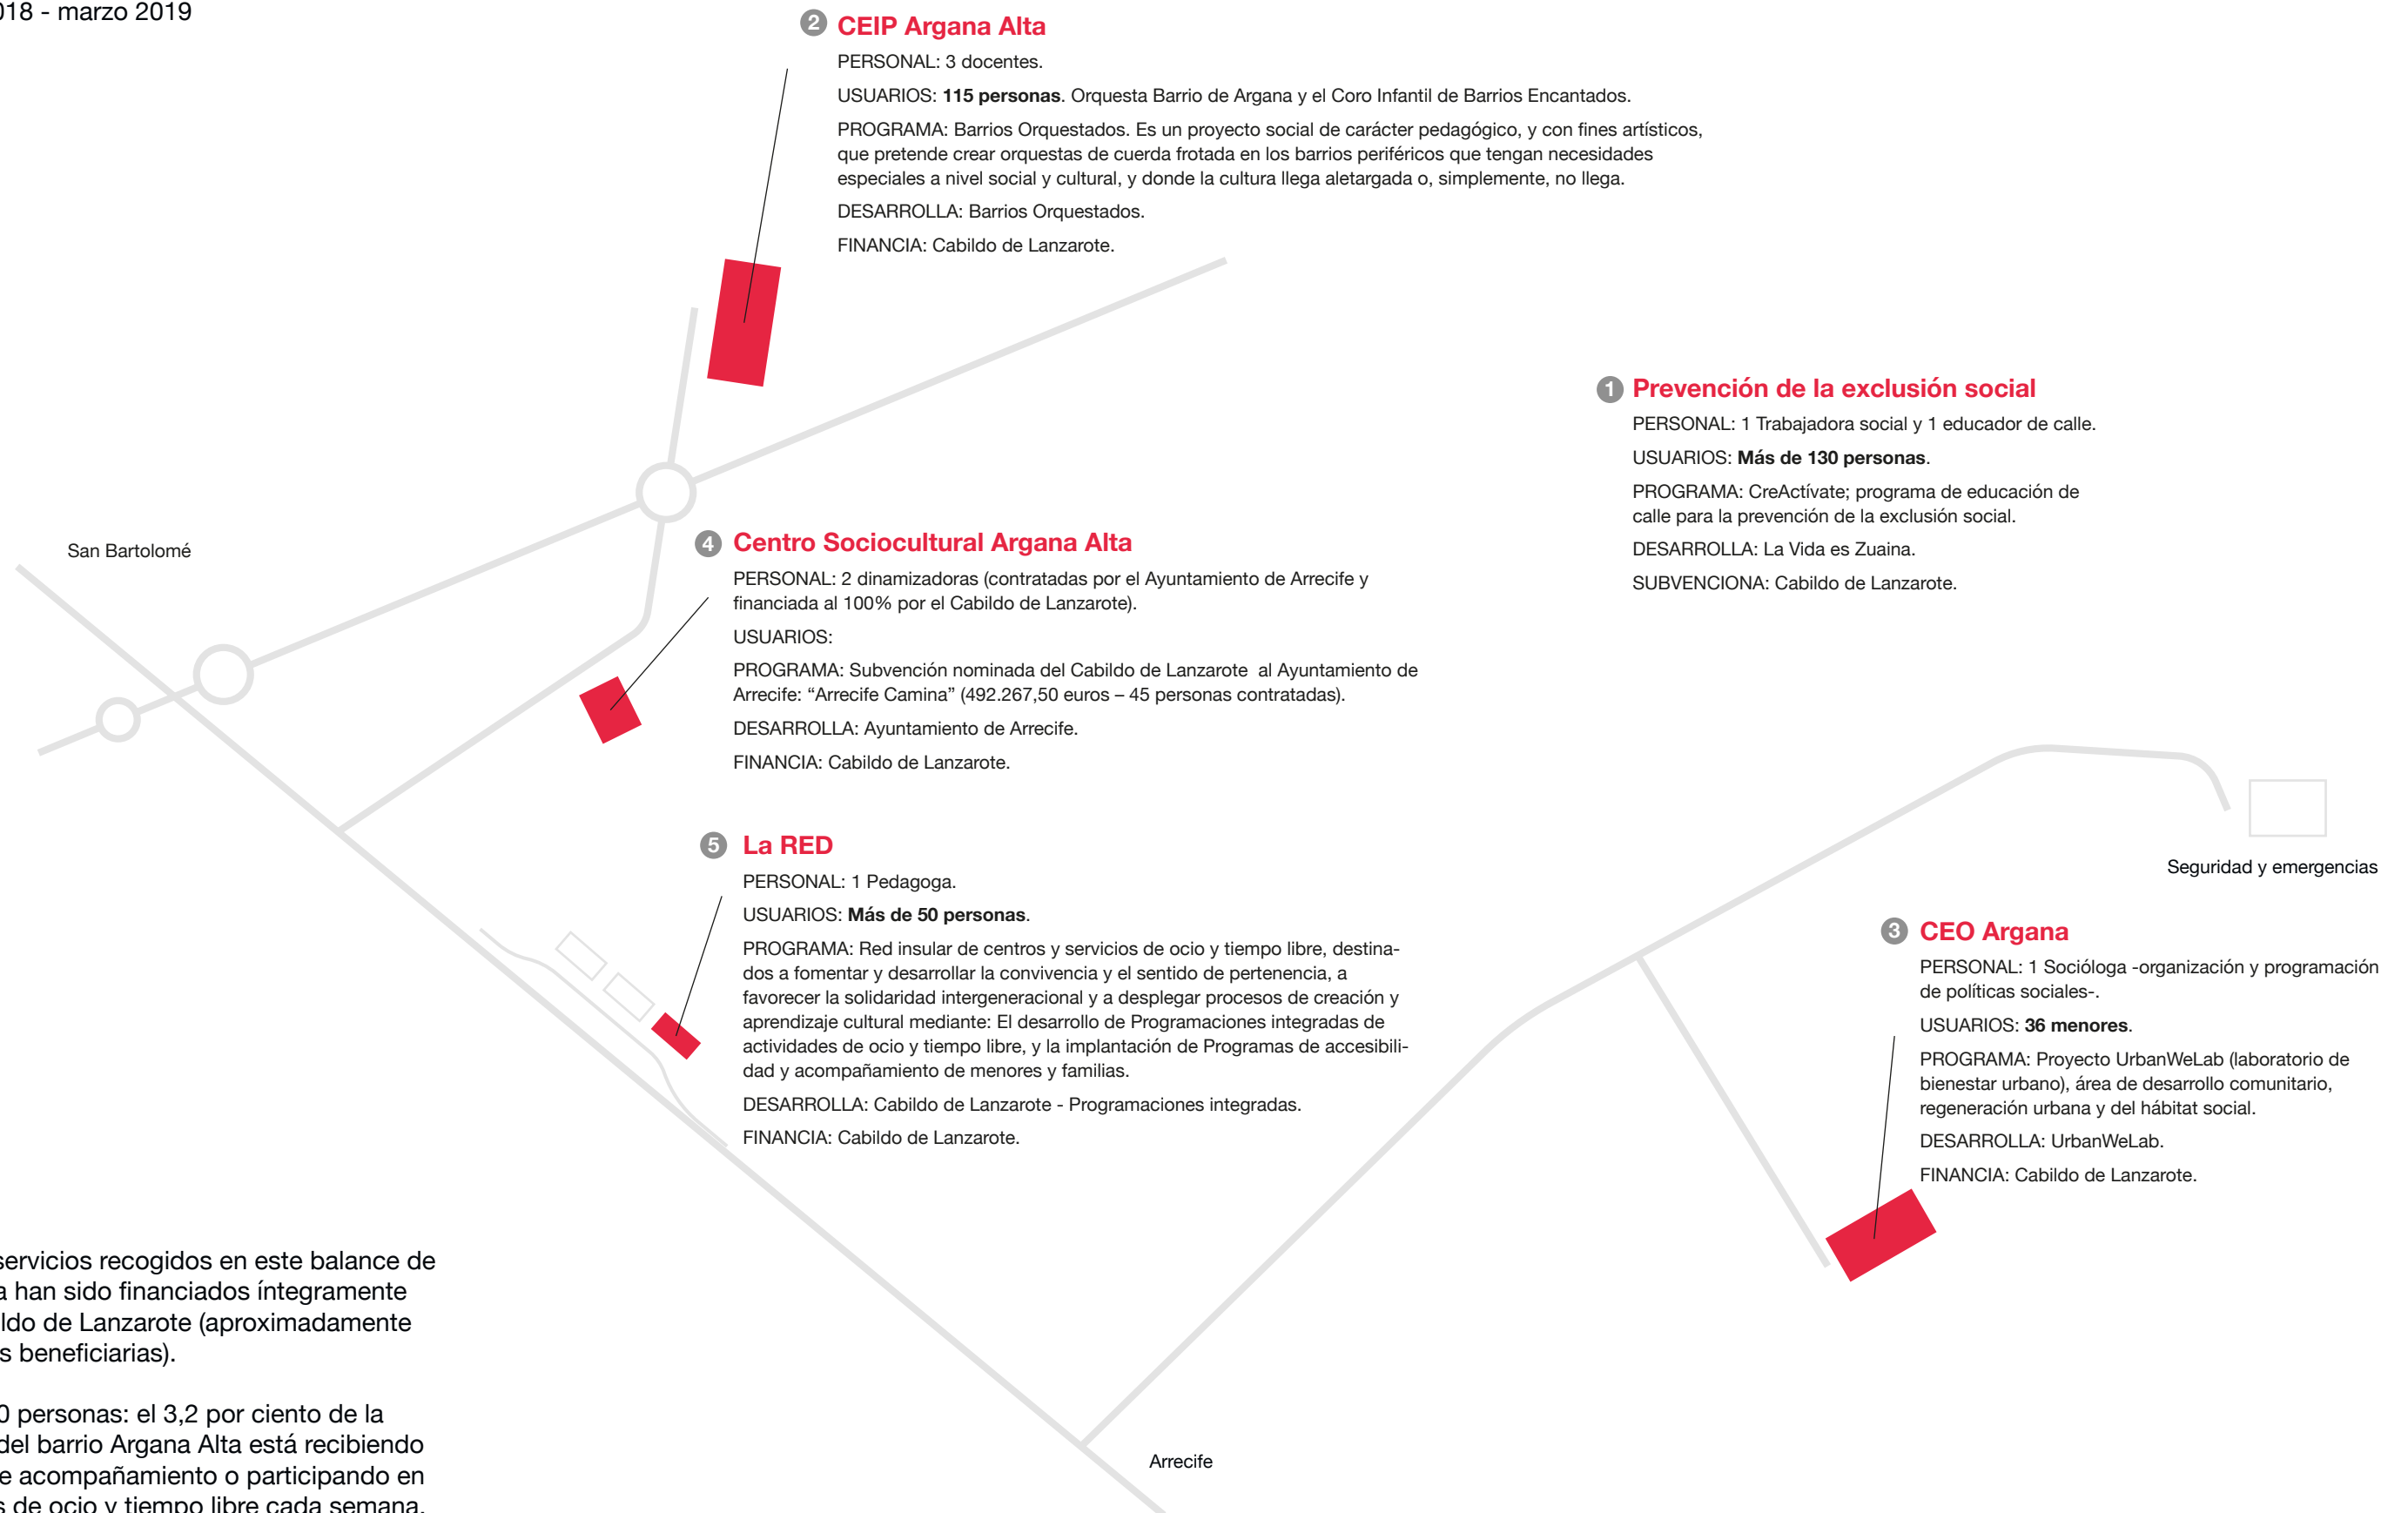 018 - marzo 2019
2 CEIP Argana Alta
PERSONAL: 3 docentes.
USUARIOS: 115 personas. Orquesta Barrio de Argana y el Coro Infantil de Barrios Encantados.
PROGRAMA: Barrios Orquestados. Es un proyecto social de carácter pedagógico, y con fines artísticos,
que pretende crear orquestas de cuerda frotada en los barrios periféricos que tengan necesidades
especiales a nivel social y cultural, y donde la cultura llega aletargada o, simplemente, no llega.
DESARROLLA: Barrios Orquestados.
FINANCIA: Cabildo de Lanzarote.
1 Prevención de la exclusión social
PERSONAL: 1 Trabajadora social y 1 educador de calle.
USUARIOS: Más de 130 personas.
PROGRAMA: CreActívate; programa de educación de
calle para la prevención de la exclusión social.
DESARROLLA: La Vida es Zuaina.
SUBVENCIONA: Cabildo de Lanzarote.
San Bartolomé
4 Centro Sociocultural Argana Alta
PERSONAL: 2 dinamizadoras (contratadas por el Ayuntamiento de Arrecife y
financiada al 100% por el Cabildo de Lanzarote).
USUARIOS:
PROGRAMA: Subvención nominada del Cabildo de Lanzarote al Ayuntamiento de
Arrecife: “Arrecife Camina” (492.267,50 euros – 45 personas contratadas).
DESARROLLA: Ayuntamiento de Arrecife.
FINANCIA: Cabildo de Lanzarote.
5 La RED
PERSONAL: 1 Pedagoga.
USUARIOS: Más de 50 personas.
PROGRAMA: Red insular de centros y servicios de ocio y tiempo libre, destina-
dos a fomentar y desarrollar la convivencia y el sentido de pertenencia, a
favorecer la solidaridad intergeneracional y a desplegar procesos de creación y
aprendizaje cultural mediante: El desarrollo de Programaciones integradas de
actividades de ocio y tiempo libre, y la implantación de Programas de accesibili-
dad y acompañamiento de menores y familias.
DESARROLLA: Cabildo de Lanzarote - Programaciones integradas.
FINANCIA: Cabildo de Lanzarote.
Seguridad y emergencias
3 CEO Argana
PERSONAL: 1 Socióloga -organización y programación
de políticas sociales-.
USUARIOS: 36 menores.
PROGRAMA: Proyecto UrbanWeLab (laboratorio de
bienestar urbano), área de desarrollo comunitario,
regeneración urbana y del hábitat social.
DESARROLLA: UrbanWeLab.
FINANCIA: Cabildo de Lanzarote.
servicios recogidos en este balance de
a han sido financiados íntegramente
ildo de Lanzarote (aproximadamente
s beneficiarias).
0 personas: el 3,2 por ciento de la
del barrio Argana Alta está recibiendo
e acompañamiento o participando en
s de ocio y tiempo libre cada semana.
Arrecife